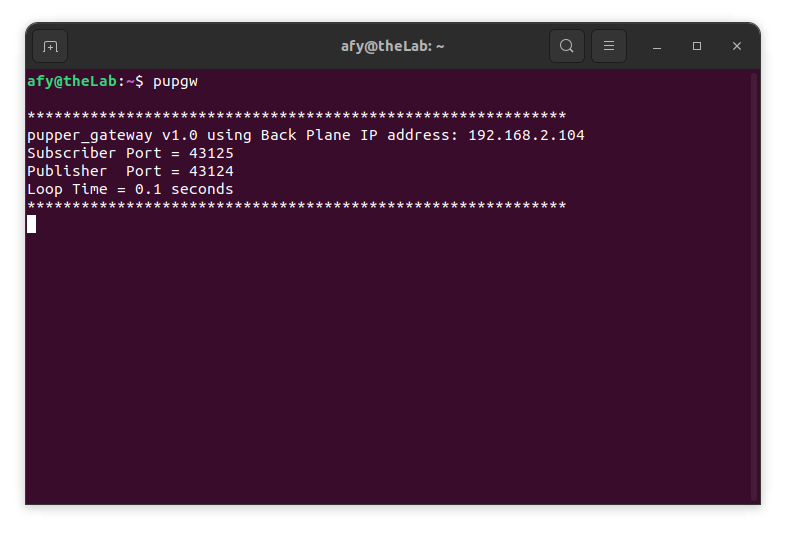 afy@theLab: ~
afy@theLab:~$ pupgw
************************************************************
pupper_gateway v1.0 using Back Plane IP address: 192.168.2.104
Subscriber Port = 43125
Publisher  Port = 43124
Loop Time = 0.1 seconds
************************************************************